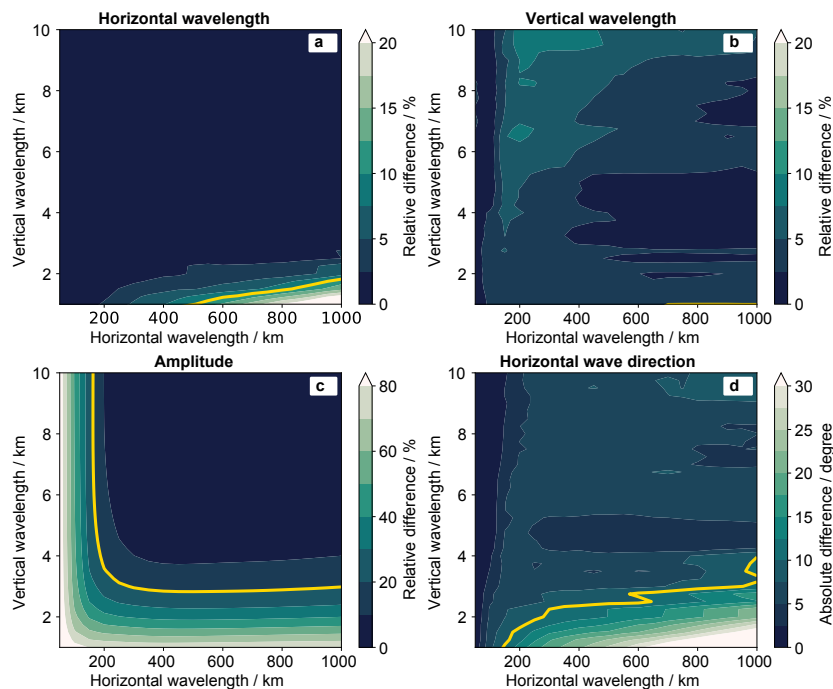 Horizontal wavelength
a
10
8
6
4
2
200 400 600 800 1000
Horizontal wavelength / km
Vertical wavelength / km
20
15
10
5
0
Relative difference / %
Vertical wavelength
b
10
8
6
4
2
200 400 600 800 1000
Horizontal wavelength / km
Vertical wavelength / km
20
15
10
5
0
Relative difference / %
Amplitude
c
10
8
6
4
2
200 400 600 800 1000
Horizontal wavelength / km
Vertical wavelength / km
80
60
40
20
0
Relative difference / %
Horizontal wave direction
d
10
8
6
4
2
200 400 600 800 1000
Horizontal wavelength / km
Vertical wavelength / km
30
25
20
15
10
5
0
Absolute difference / degree